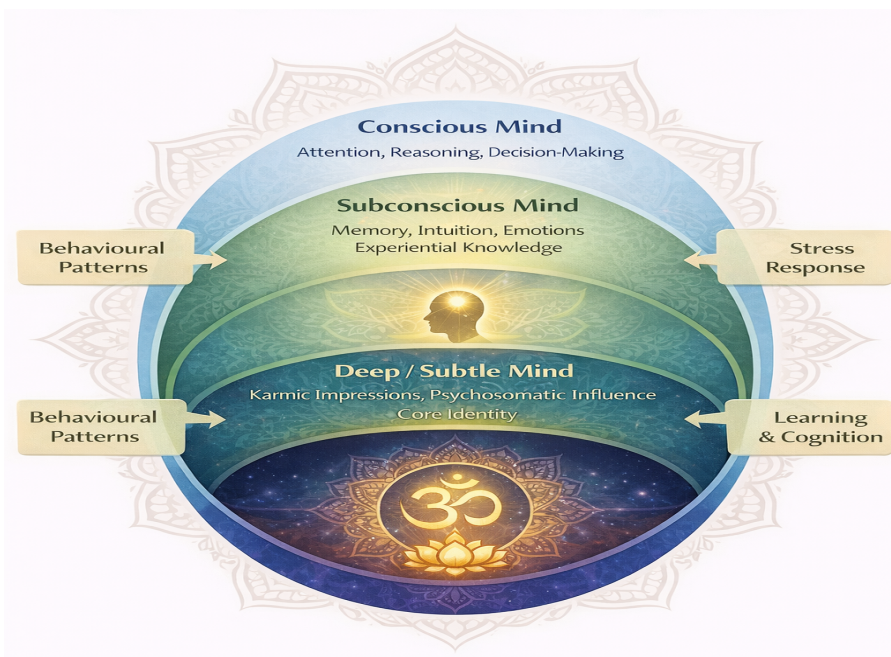 Conscious Mind
Attention, Reasoning, Decision-Making
Subconscious Mind
Memory, Intuition, Emotions
Experiential Knowledge
Behavioural
Patterns
Stress
Response
Deep / Subtle Mind
Karmic Impressions, Psychosomatic Influence
Core Identity
Behavioural
Patterns
Learning
& Cognition
ॐ